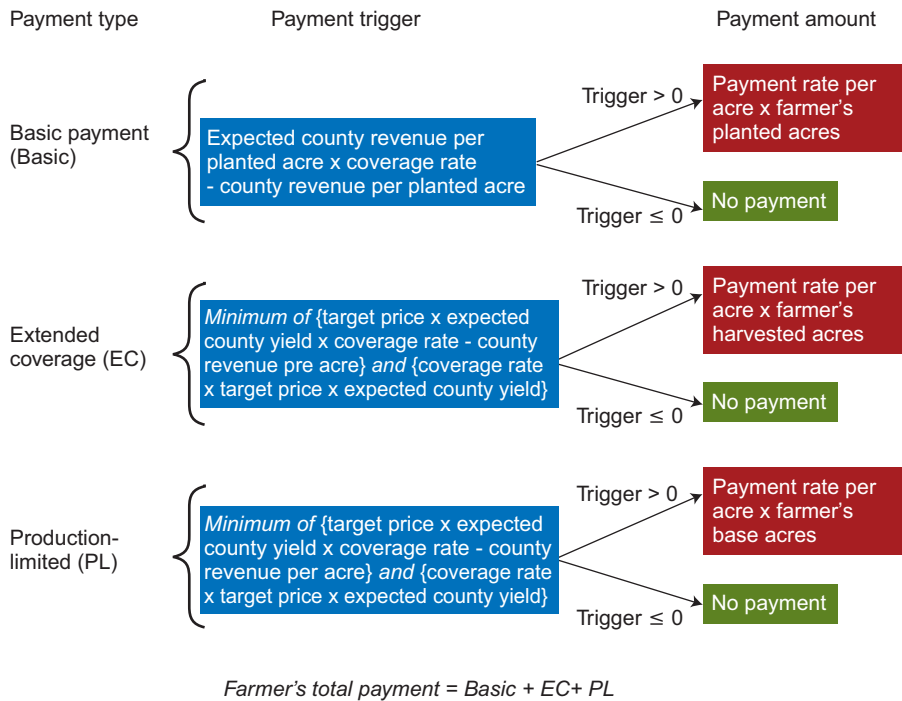 Payment type
Payment trigger
Payment amount
Basic payment
(Basic)
Expected county revenue per
planted acre x coverage rate
- county revenue per planted acre
Trigger > 0
Payment rate per
acre x farmer's
planted acres
Trigger ≤ 0
No payment
Extended
coverage (EC)
Minimum of {target price x expected
county yield x coverage rate - county
revenue pre acre} and {coverage rate
x target price x expected county yield}
Trigger > 0
Payment rate per
acre x farmer's
harvested acres
Trigger ≤ 0
No payment
Production-
limited (PL)
Minimum of {target price x expected
county yield x coverage rate - county
revenue per acre} and {coverage rate
x target price x expected county yield}
Trigger > 0
Payment rate per
acre x farmer's
base acres
Trigger ≤ 0
No payment
Farmer's total payment = Basic + EC+ PL